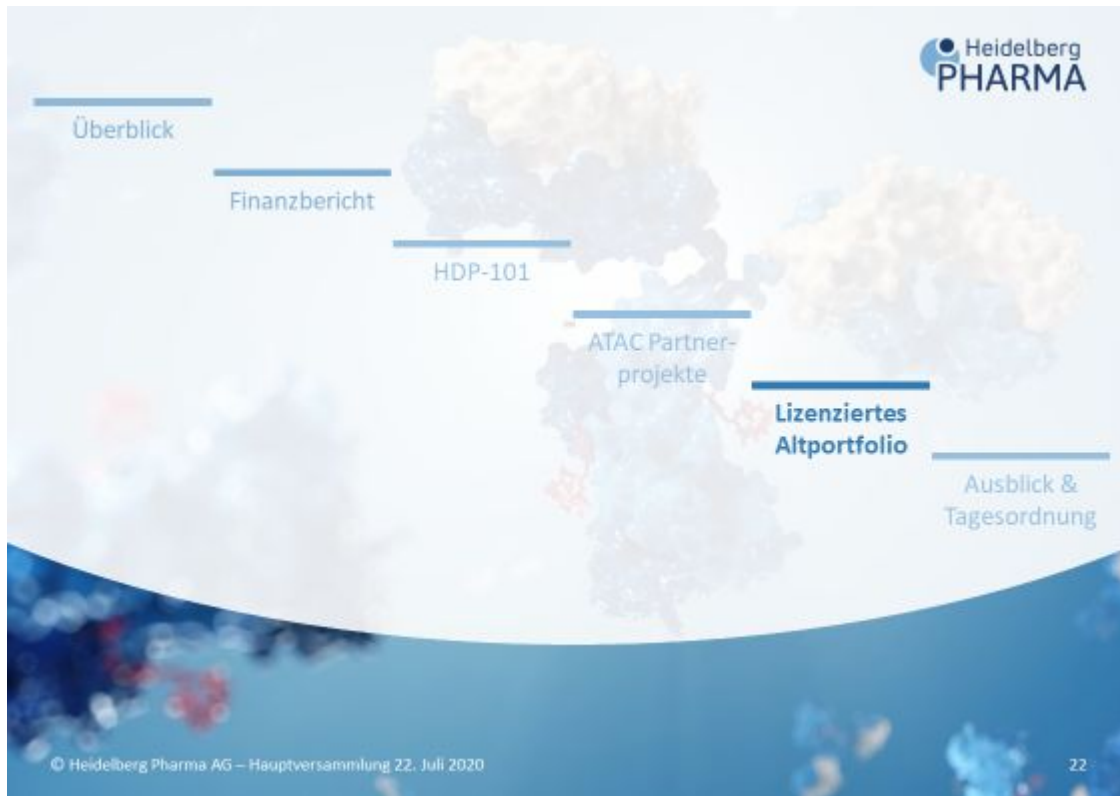 Heidelberg
PHARMA
Überblick
Finanzbericht
HDP-101
ATAC Partner-
projekte
Lizenziertes
Altportfolio
Ausblick &
Tagesordnung
© Heidelberg Pharma AG – Hauptversammlung 22. Juli 2020
22